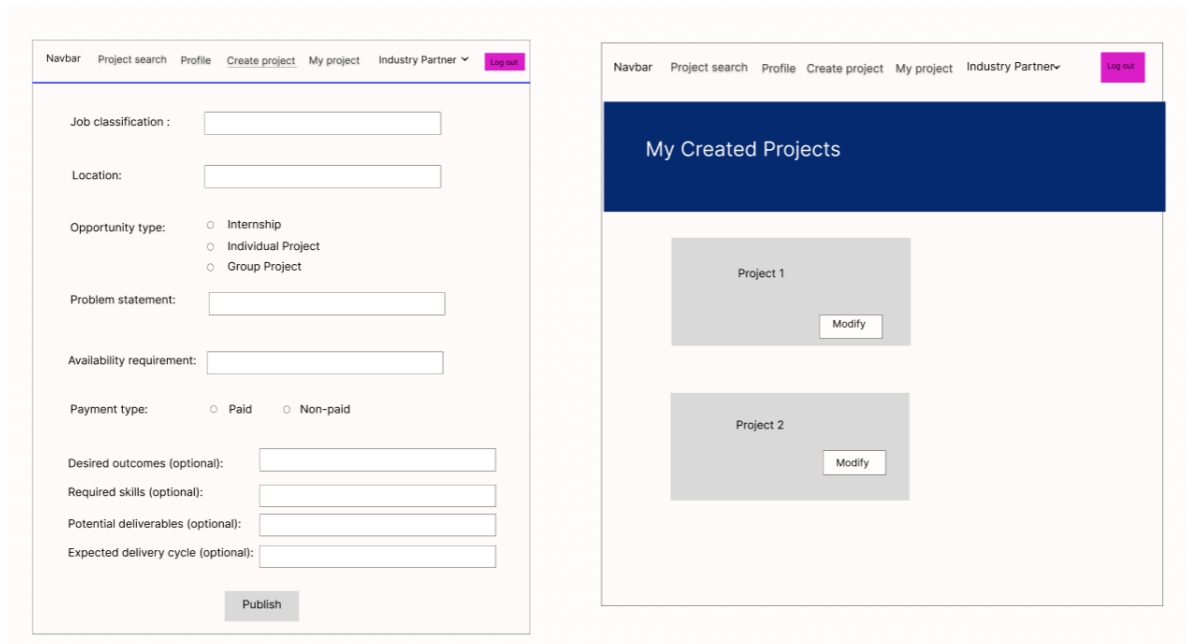 Navbar Project search Profile Create project My project Industry Partner Log out
Job classification :
Location:
Opportunity type:
Internship
Individual Project
Group Project
Problem statement:
Availability requirement:
Payment type: Paid Non-paid
Desired outcomes (optional):
Required skills (optional):
Potential deliverables (optional):
Expected delivery cycle (optional):
Publish
Navbar Project search Profile Create project My project Industry Partner Log out
My Created Projects
Project 1
Modify
Project 2
Modify